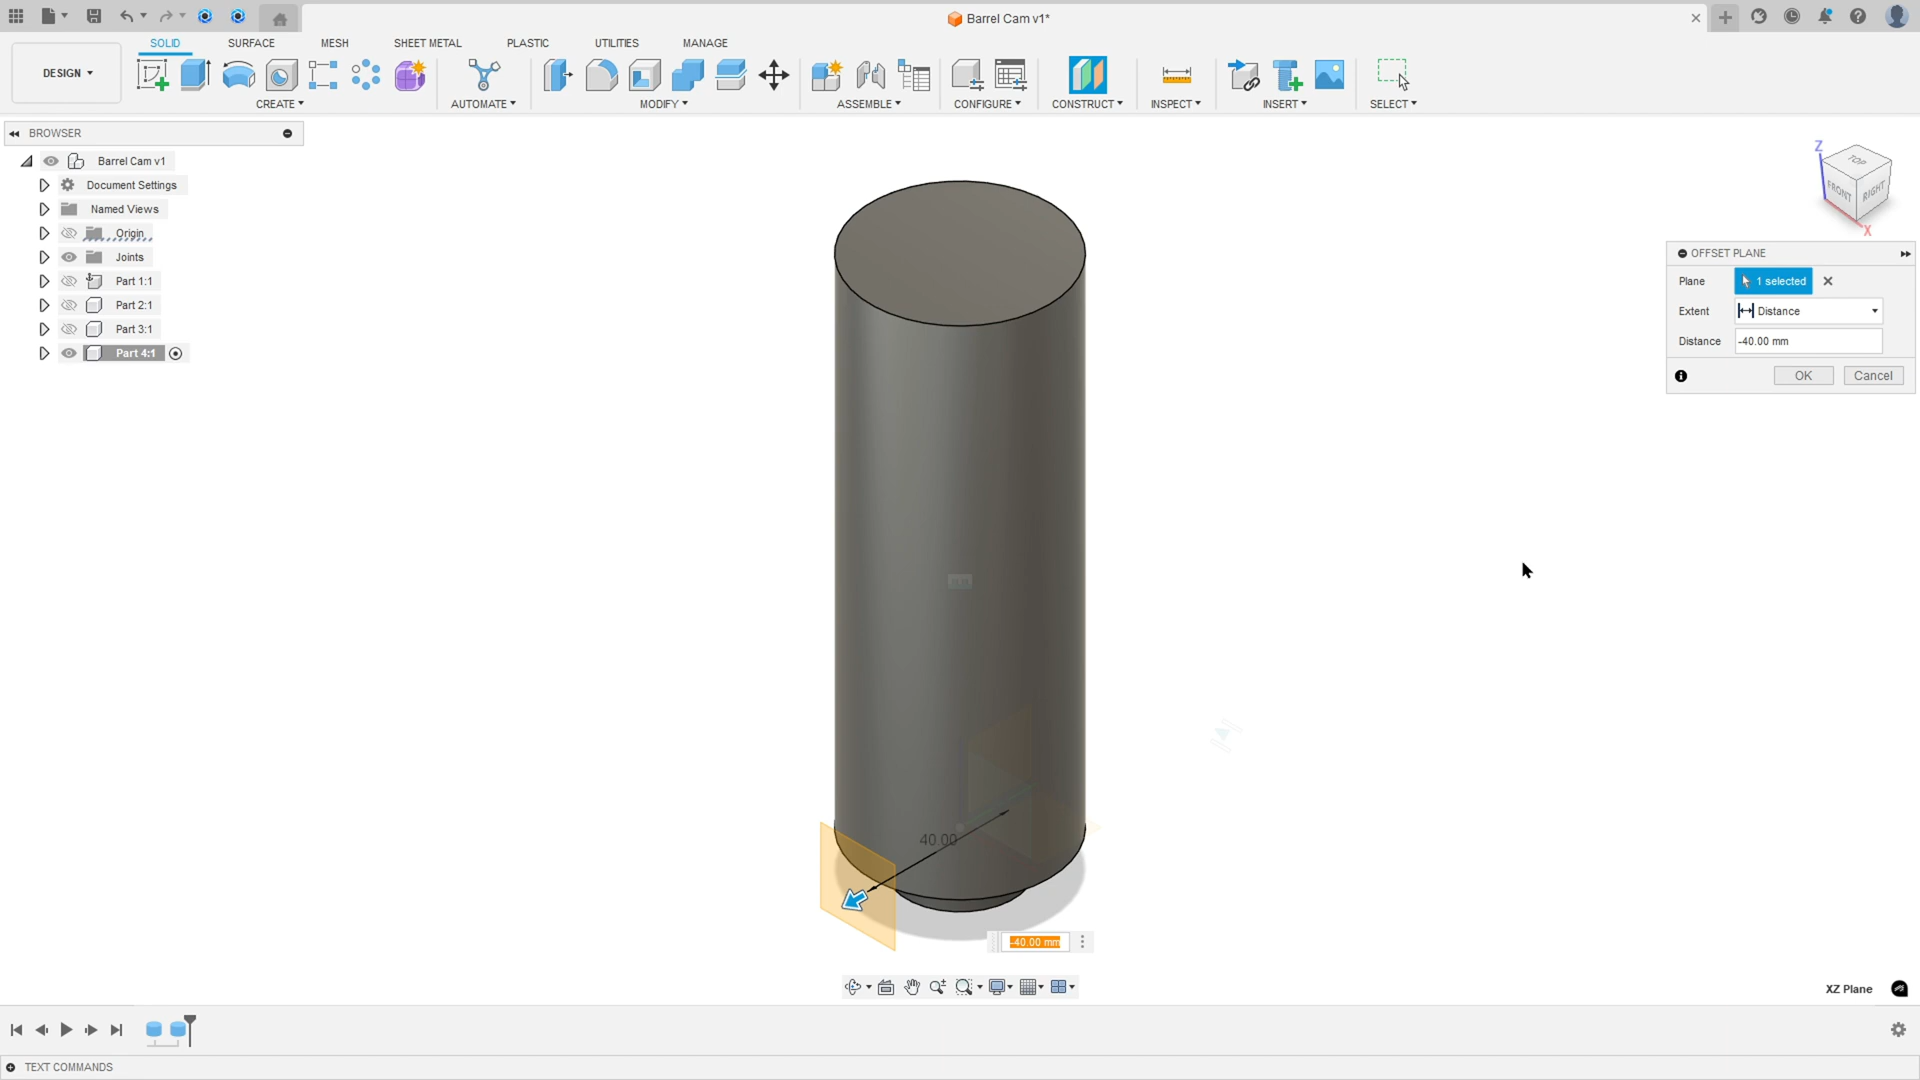 Barrel Cam v1*
SOLID SURFACE MESH SHEET METAL PLASTIC UTILITIES MANAGE
DESIGN
CREATE AUTOMATE MODIFY ASSEMBLE CONFIGURE CONSTRUCT INSPECT INSERT SELECT
BROWSER
Barrel Cam v1
Document Settings
Named Views
Origin
Joints
Part 1:1
Part 2:1
Part 3:1
Part 4:1
Z
TOP
FRONT RIGHT
X
OFFSET PLANE
Plane 1 selected
Extent Distance
Distance -40.00 mm
OK Cancel
40.00
-40.00 mm
XZ Plane
TEXT COMMANDS